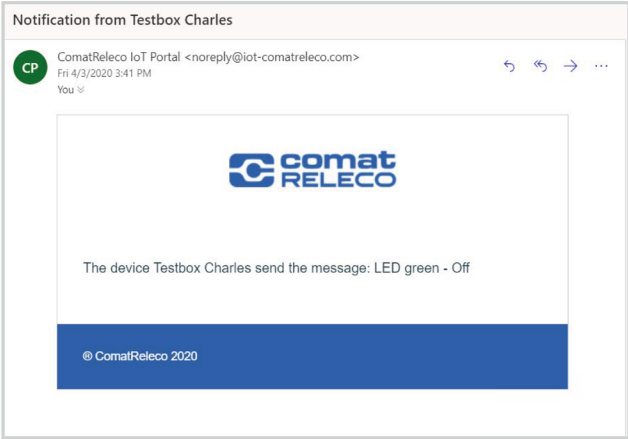 Notification from Testbox Charles
CP
ComatReleco IoT Portal <noreply@iot-comatreleco.com>
Fri 4/3/2020 3:41 PM
You
comat
RELECO
The device Testbox Charles send the message: LED green - Off
® ComatReleco 2020